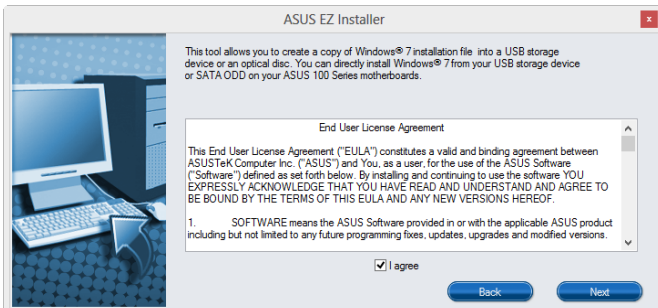 ASUS EZ Installer
x
This tool allows you to create a copy of Windows® 7 installation file into a USB storage
device or an optical disc. You can directly install Windows® 7 from your USB storage device
or SATA ODD on your ASUS 100 Series motherboards.
End User License Agreement
This End User License Agreement ("EULA") constitutes a valid and binding agreement between
ASUSTeK Computer Inc. ("ASUS") and You, as a user, for the use of the ASUS Software
("Software") defined as set forth below. By installing and continuing to use the software YOU
EXPRESSLY ACKNOWLEDGE THAT YOU HAVE READ AND UNDERSTAND AND AGREE TO
BE BOUND BY THE TERMS OF THIS EULA AND ANY NEW VERSIONS HEREOF.
1. SOFTWARE means the ASUS Software provided in or with the applicable ASUS product
including but not limited to any future programming fixes, updates, upgrades and modified versions.
I agree
Back Next